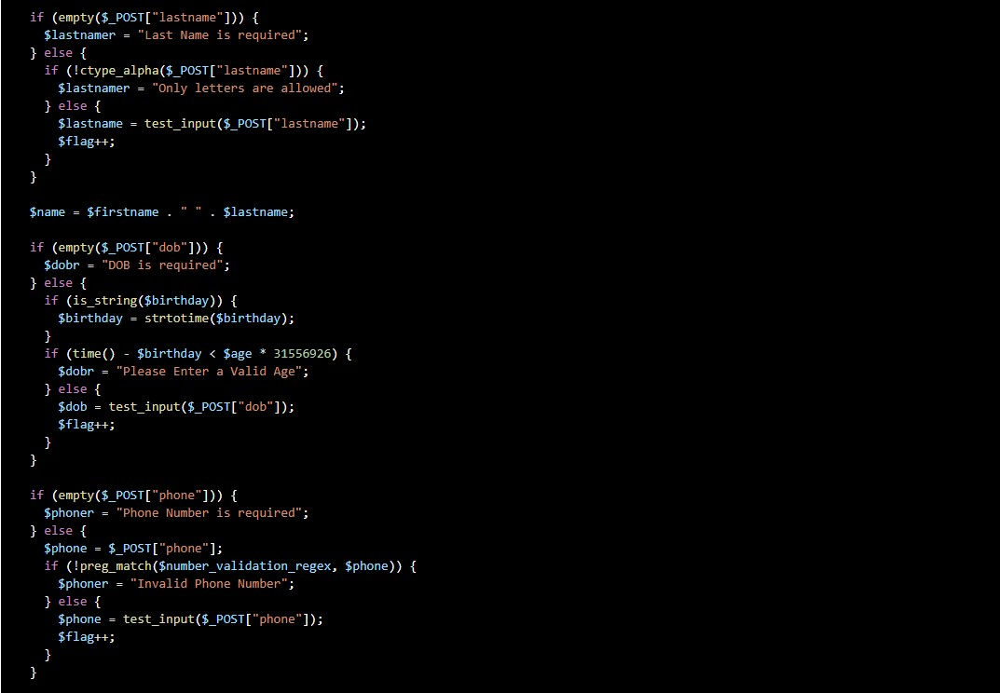 if (empty($_POST["lastname"])) {
  $lastnamer = "Last Name is required";
} else {
  if (!ctype_alpha($_POST["lastname"])) {
    $lastnamer = "Only letters are allowed";
  } else {
    $lastname = test_input($_POST["lastname"]);
    $flag++;
  }
}

$name = $firstname . " " . $lastname;

if (empty($_POST["dob"])) {
  $dobr = "DOB is required";
} else {
  if (is_string($birthday)) {
    $birthday = strtotime($birthday);
  }
  if (time() - $birthday < $age * 31556926) {
    $dobr = "Please Enter a Valid Age";
  } else {
    $dob = test_input($_POST["dob"]);
    $flag++;
  }
}

if (empty($_POST["phone"])) {
  $phoner = "Phone Number is required";
} else {
  $phone = $_POST["phone"];
  if (!preg_match($number_validation_regex, $phone)) {
    $phoner = "Invalid Phone Number";
  } else {
    $phone = test_input($_POST["phone"]);
    $flag++;
  }
}